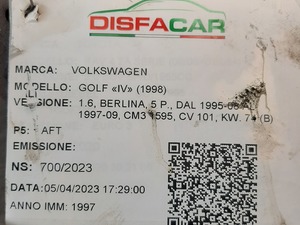 DISFACAR
MARCA: VOLKSWAGEN
MODELLO: GOLF «IV» (1998)
VERSIONE: 1.6, BERLINA, 5 P., DAL 1995-
1997-09, CM3 1595, CV 101, KW. (B)
P5: AFT
EMISSIONE:
NS: 700/2023
DATA:05/04/2023 17:29:00
ANNO IMM: 1997